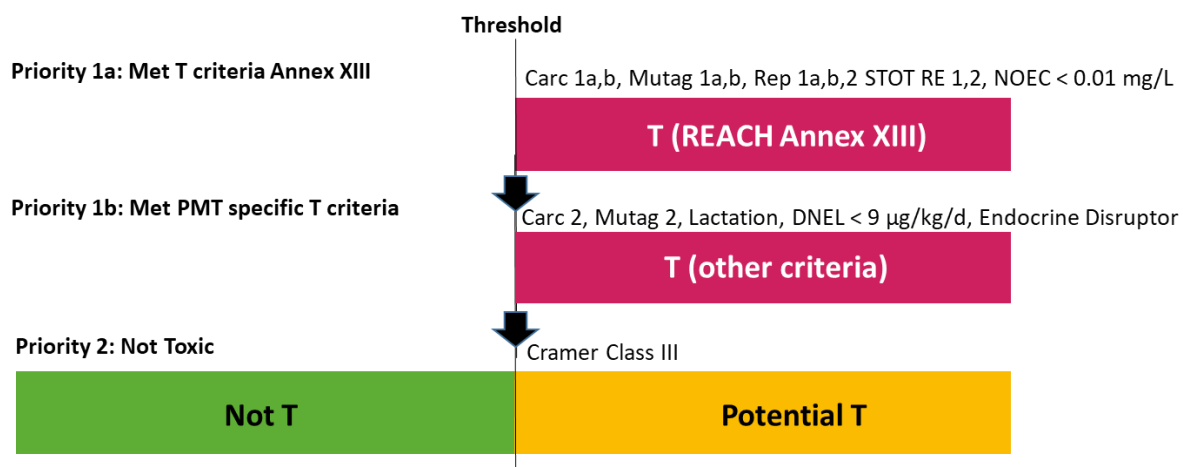 Threshold
Priority 1a: Met T criteria Annex XIII
Carc 1a,b, Mutag 1a,b, Rep 1a,b,2 STOT RE 1,2, NOEC < 0.01 mg/L
T (REACH Annex XIII)
Priority 1b: Met PMT specific T criteria
Carc 2, Mutag 2, Lactation, DNEL < 9 µg/kg/d, Endocrine Disruptor
T (other criteria)
Priority 2: Not Toxic
Cramer Class III
Not T
Potential T